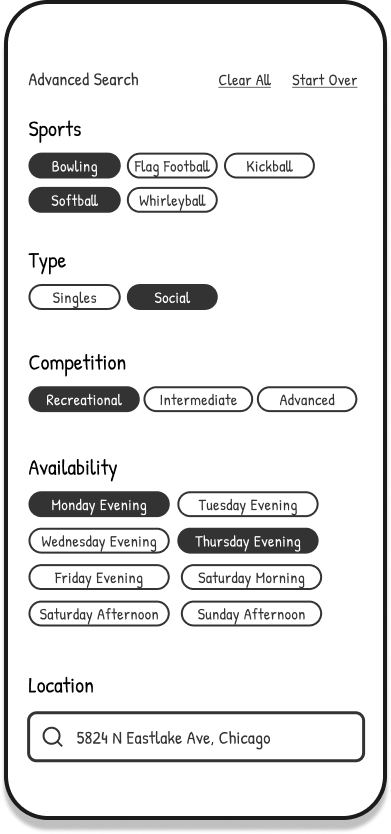 Advanced Search Clear All Start Over
Sports
Bowling Flag Football Kickball
Softball Whirleyball
Type
Singles Social
Competition
Recreational Intermediate Advanced
Availability
Monday Evening Tuesday Evening
Wednesday Evening Thursday Evening
Friday Evening Saturday Morning
Saturday Afternoon Sunday Afternoon
Location
5824 N Eastlake Ave, Chicago